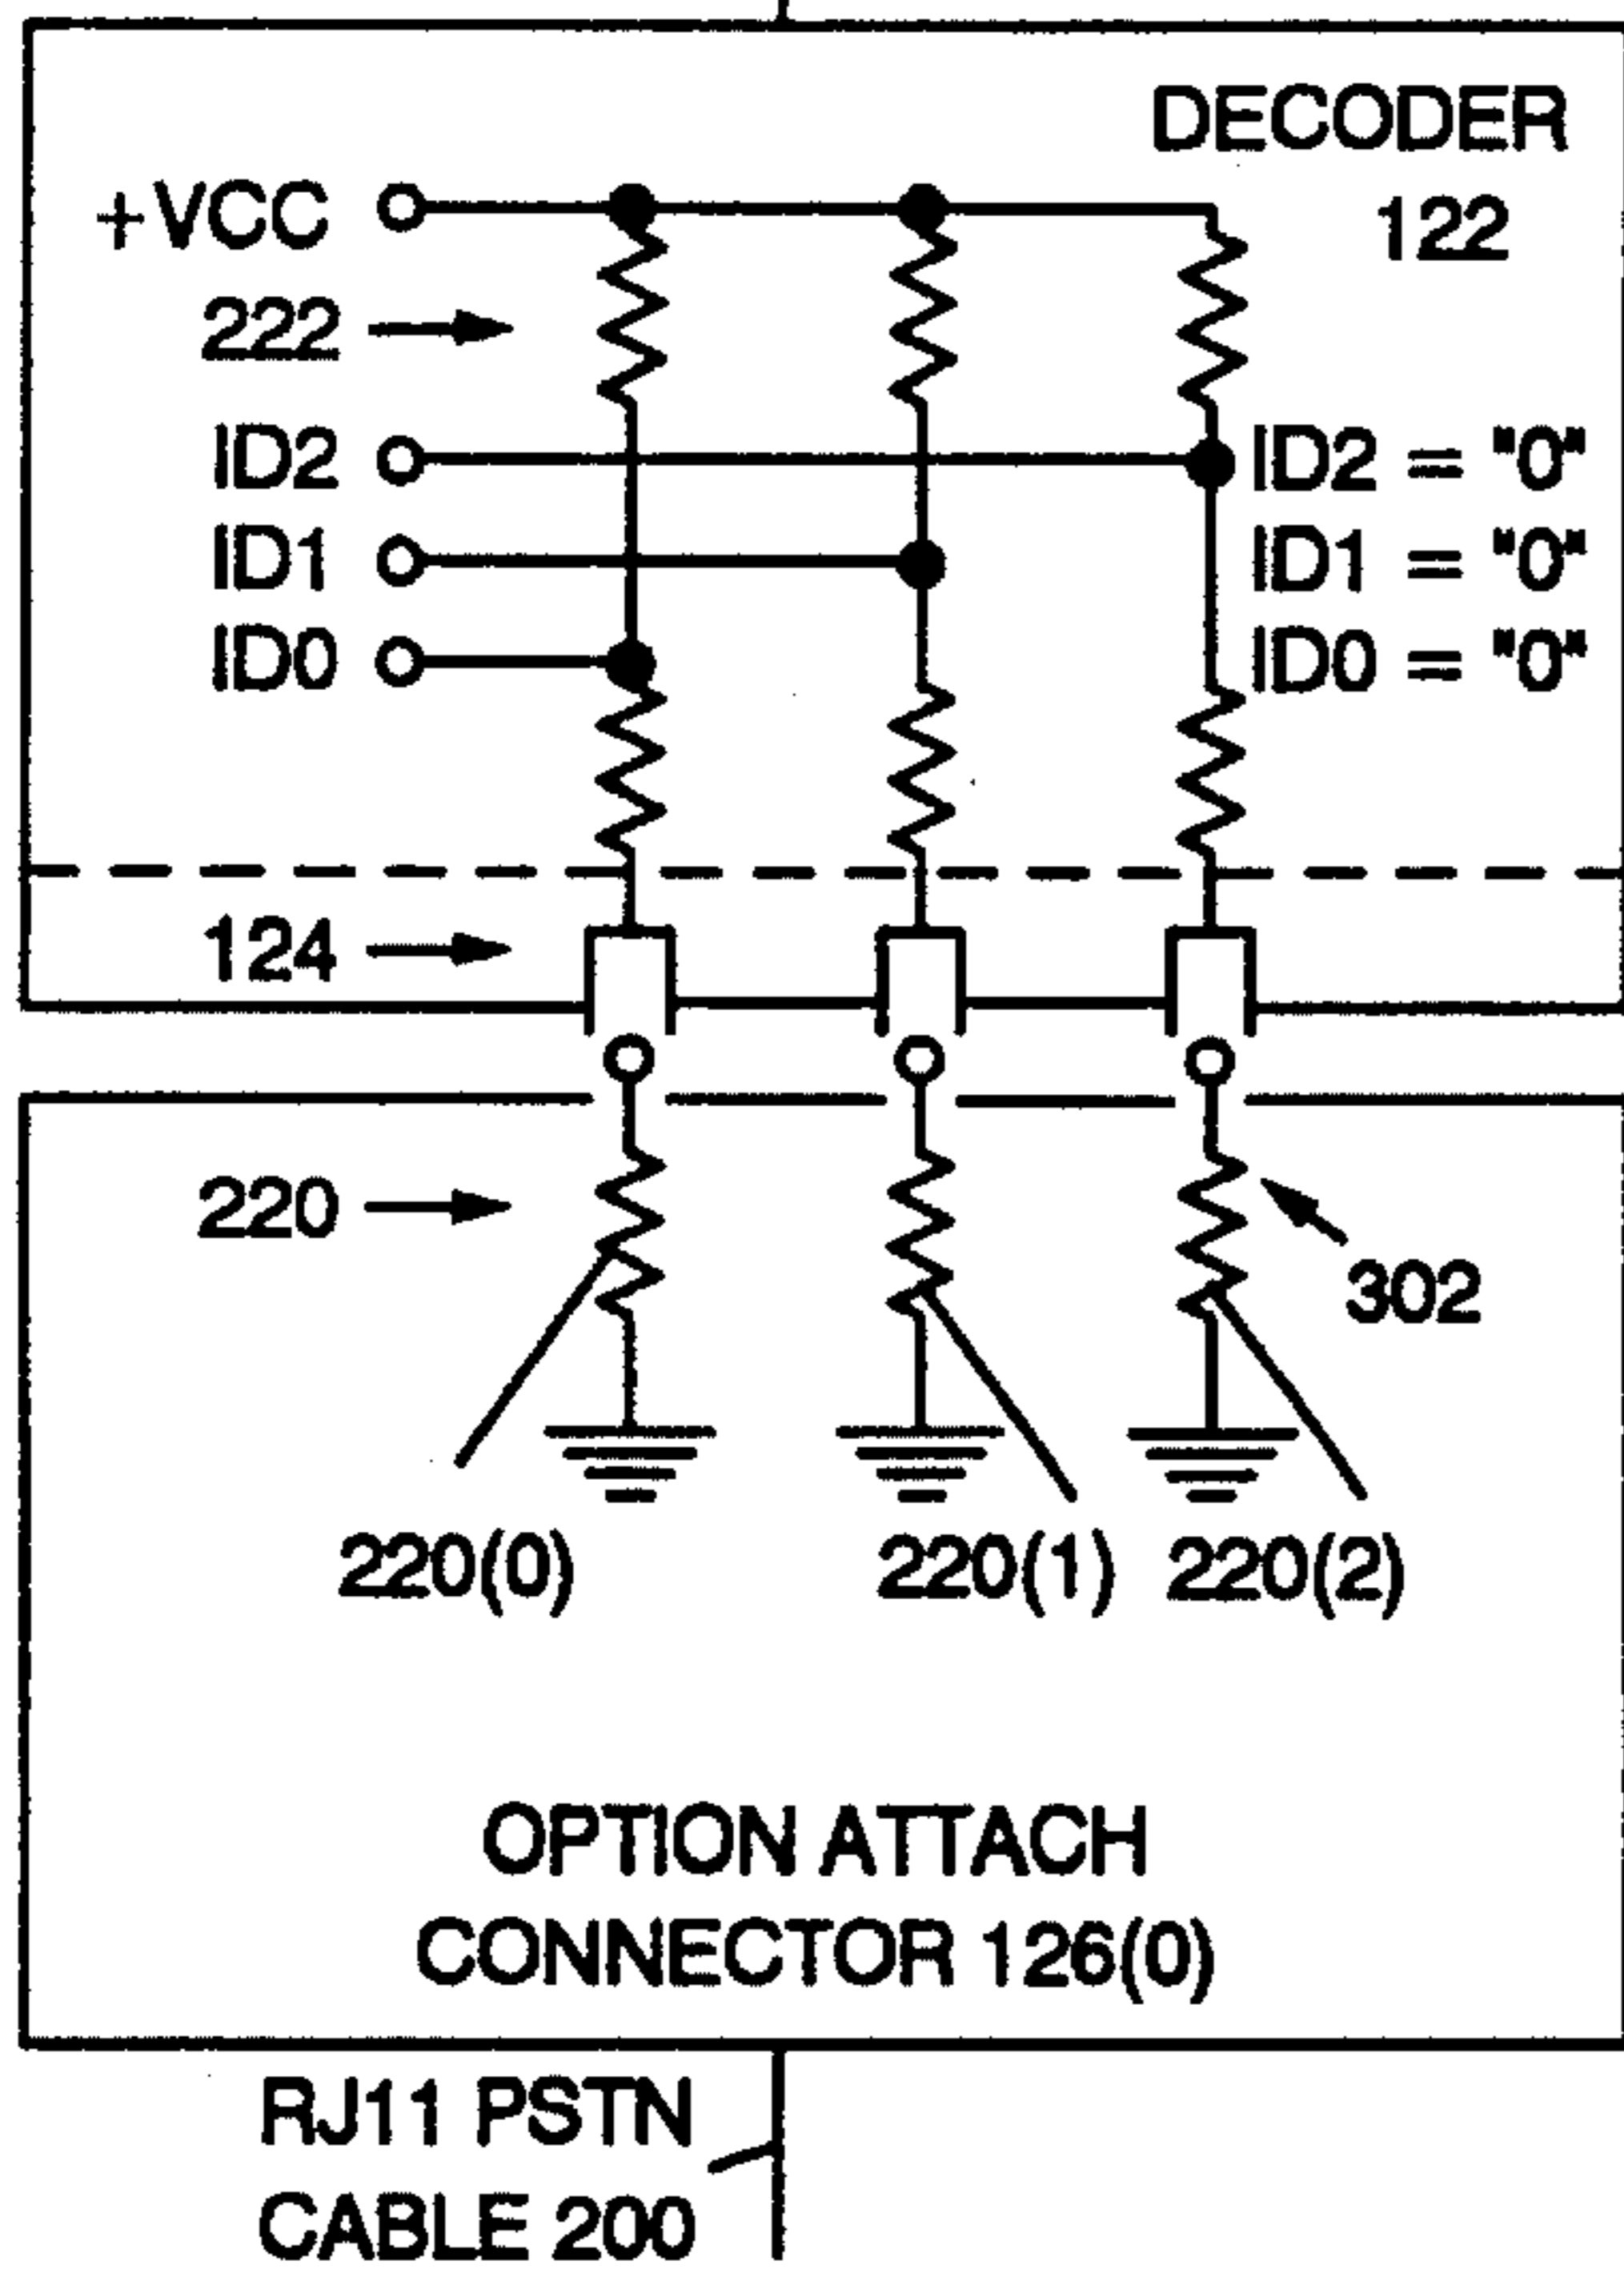 DECODER
122
+VCC
222
ID2
ID2 = "0"
ID1
ID1 = "0"
ID0
ID0 = "0"
124
220
302
220(0)
220(1)
220(2)
OPTION ATTACH
CONNECTOR 126(0)
RJ11 PSTN
CABLE 200